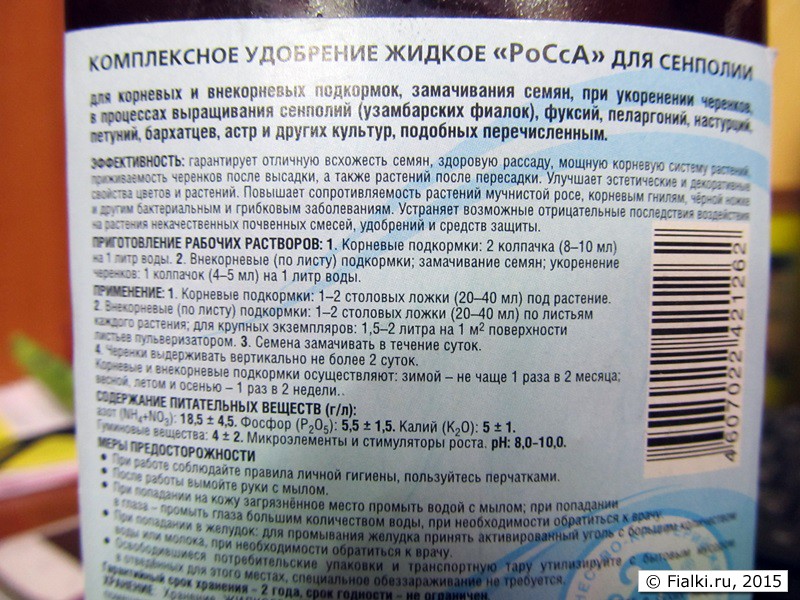 КОМПЛЕКСНОЕ УДОБРЕНИЕ ЖИДКОЕ «РоСсА» ДЛЯ СЕНПОЛИИ
для корневых и внекорневых подкормок, замачивания семян, при укоренении черенков,
в процессах выращивания сенполий (узамбарских фиалок), фуксий, пеларгоний, настурций,
петуний, бархатцев, астр и других культур, подобных перечисленным.
ЭФФЕКТИВНОСТЬ: гарантирует отличную всхожесть семян, здоровую рассаду, мощную корневую систему растений,
приживаемость черенков после высадки, а также растений после пересадки. Улучшает эстетические и декоративные
свойства цветов и растений. Повышает сопротивляемость растений мучнистой росе, корневым гнилям, чёрной ножке
и другим бактериальным и грибковым заболеваниям. Устраняет возможные отрицательные последствия воздействия
на растения некачественных почвенных смесей, удобрений и средств защиты.
ПРИГОТОВЛЕНИЕ РАБОЧИХ РАСТВОРОВ: 1. Корневые подкормки: 2 колпачка (8–10 мл)
на 1 литр воды. 2. Внекорневые (по листу) подкормки; замачивание семян; укоренение
черенков: 1 колпачок (4–5 мл) на 1 литр воды.
ПРИМЕНЕНИЕ: 1. Корневые подкормки: 1–2 столовых ложки (20–40 мл) под растение.
2. Внекорневые (по листу) подкормки: 1–2 столовых ложки (20–40 мл) по листьям
каждого растения; для крупных экземпляров: 1,5–2 литра на 1 м² поверхности
листьев пульверизатором. 3. Семена замачивать в течение суток.
4. Черенки выдерживать вертикально не более 2 суток.
Корневые и внекорневые подкормки осуществляют: зимой – не чаще 1 раза в 2 месяца;
весной, летом и осенью – 1 раз в 2 недели..
СОДЕРЖАНИЕ ПИТАТЕЛЬНЫХ ВЕЩЕСТВ (г/л):
азот (NH₄+NO₃): 18,5 ± 4,5. Фосфор (P₂O₅): 5,5 ± 1,5. Калий (K₂O): 5 ± 1.
Гуминовые вещества: 4 ± 2. Микроэлементы и стимуляторы роста. pH: 8,0-10,0.
МЕРЫ ПРЕДОСТОРОЖНОСТИ
• При работе соблюдайте правила личной гигиены, пользуйтесь перчатками.
• После работы вымойте руки с мылом.
• При попадании на кожу загрязнённое место промыть водой с мылом; при попадании
в глаза – промыть глаза большим количеством воды, при необходимости обратиться к врачу.
• При попадании в желудок: для промывания желудка принять активированный уголь с большим количеством
воды или молока, при необходимости обратиться к врачу.
• Освободившиеся потребительскую и транспортную тару утилизируйте с бытовым мусором
в отведённых для этого местах, специальное обеззараживание не требуется.
Гарантийный срок хранения - 2 года, срок годности - не ограничен.
ХРАНЕНИЕ: Хранение
4607022421262
© Fialki.ru, 2015